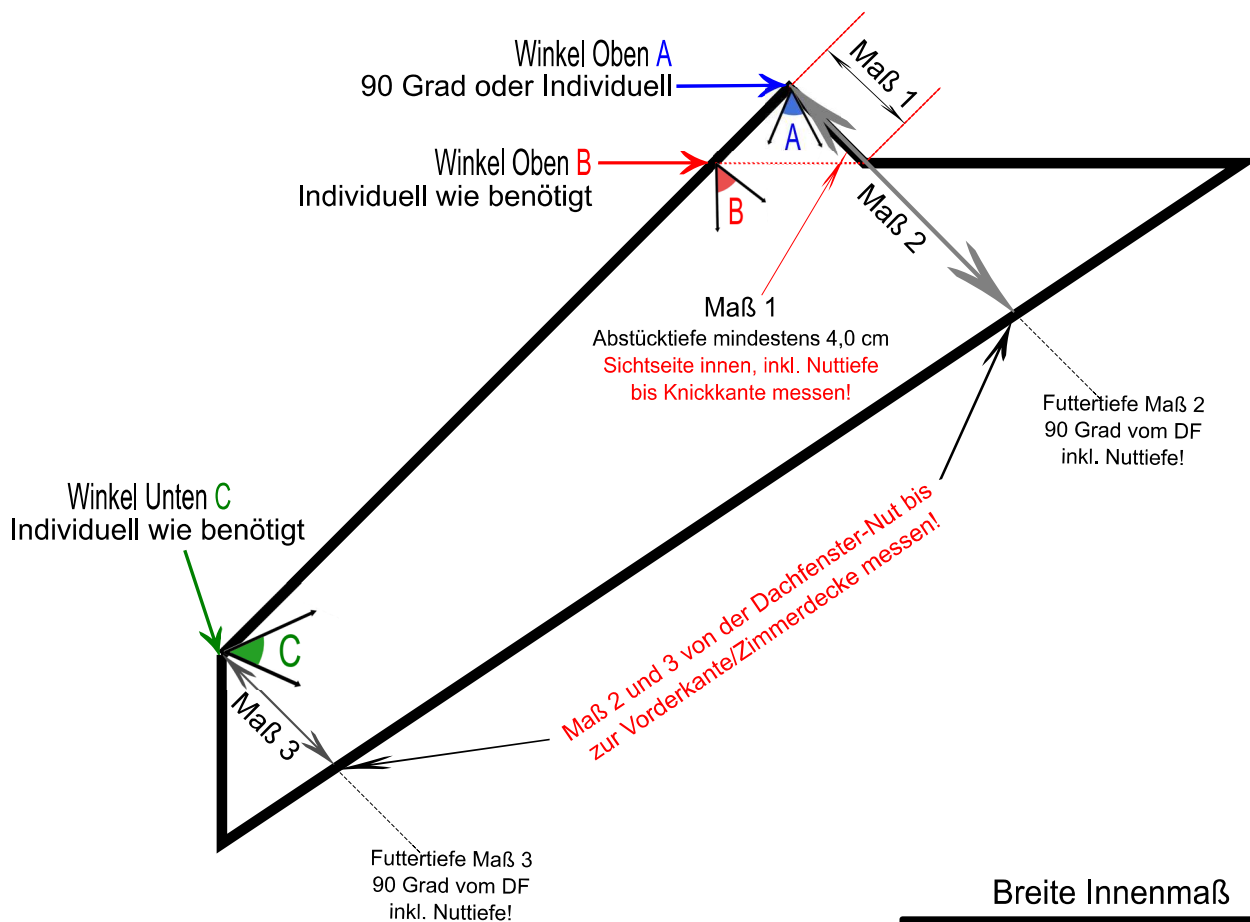 Winkel Oben A
90 Grad oder Individuell
Maß 1
A
Winkel Oben B
Individuell wie benötigt
B
Maß 2
Maß 1
Abstücktiefe mindestens 4,0 cm
Sichtseite innen, inkl. Nuttiefe
bis Knickkante messen!
Futtertiefe Maß 2
90 Grad vom DF
inkl. Nuttiefe!
Winkel Unten C
Individuell wie benötigt
C
Maß 3
Maß 2 und 3 von der Dachfenster-Nut bis
zur Vorderkante/Zimmerdecke messen!
Futtertiefe Maß 3
90 Grad vom DF
inkl. Nuttiefe!
Breite Innenmaß